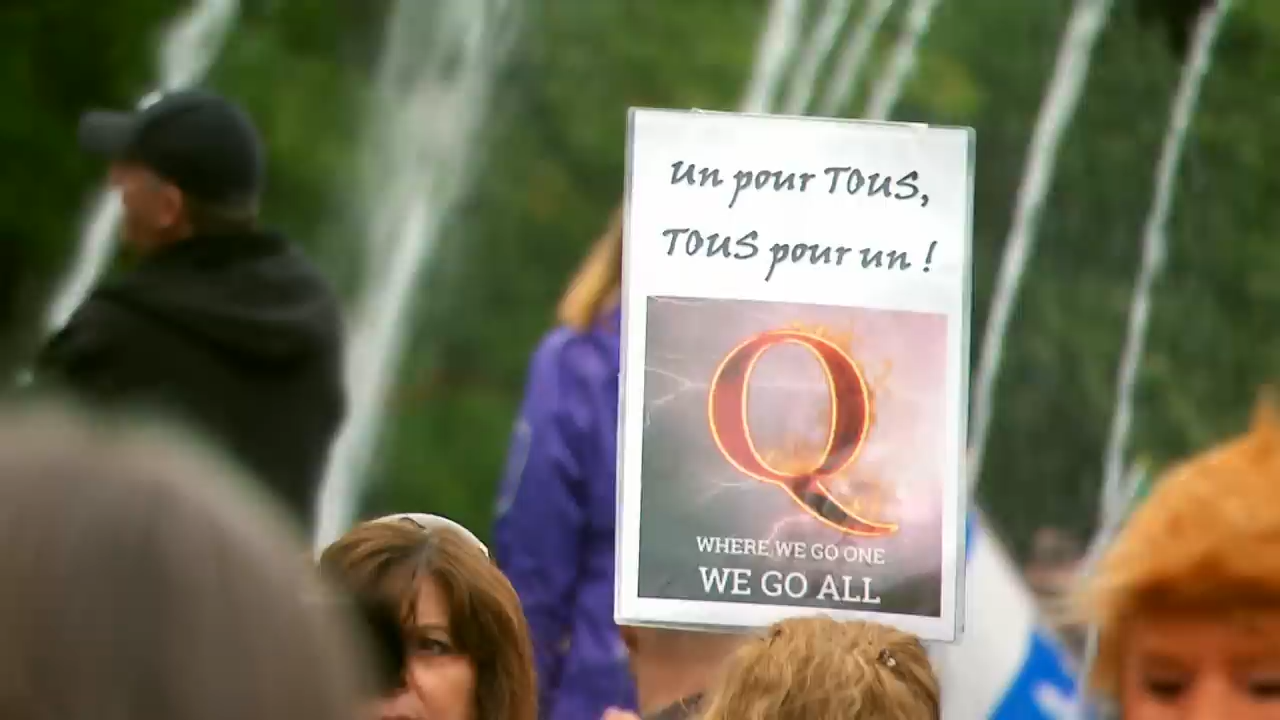 un pour TOUS,
TOUS pour un !
Q
WHERE WE GO ONE
WE GO ALL